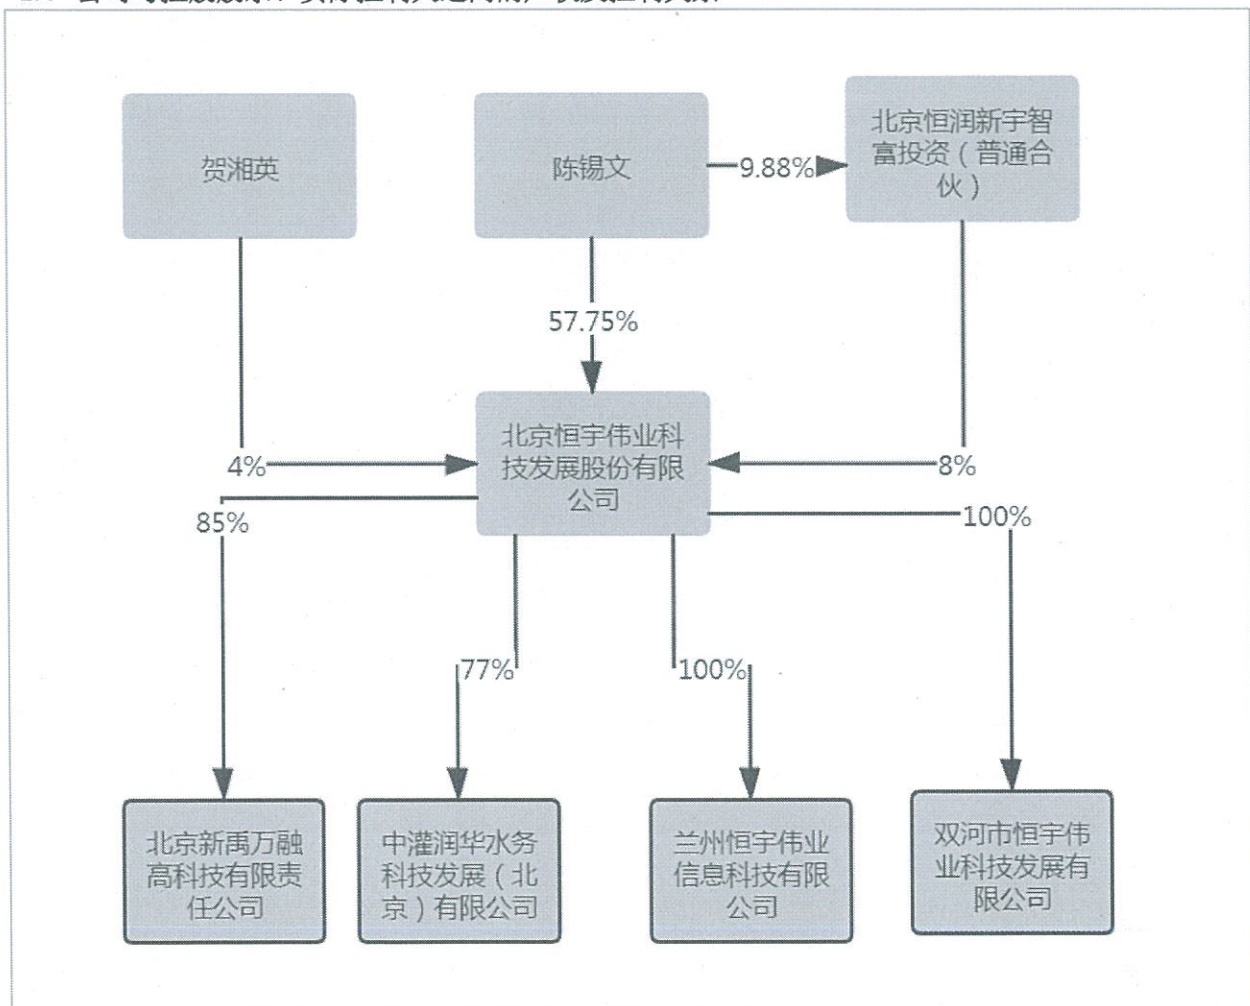 贺湘英
陈锡文
9.88%
北京恒润新宇智
富投资（普通合
伙）
57.75%
4%
北京恒宇伟业科
技发展股份有限
公司
8%
85%
100%
77%
100%
北京新禹万融
高科技有限责
任公司
中灌润华水务
科技发展（北
京）有限公司
兰州恒宇伟业
信息科技有限
公司
双河市恒宇伟
业科技发展有
限公司